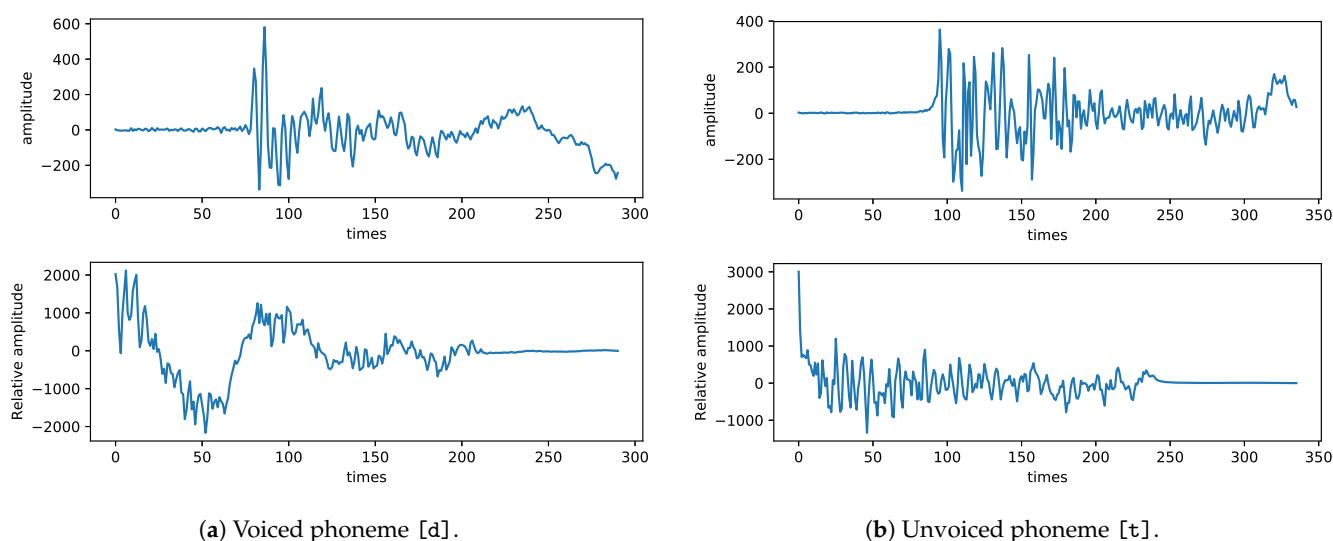 600
400
200
0
−200
amplitude
0 50 100 150 200 250 300
times
2000
1000
0
−1000
−2000
Relative amplitude
0 50 100 150 200 250 300
times
(a) Voiced phoneme [d].
400
200
0
−200
amplitude
0 50 100 150 200 250 300 350
times
3000
2000
1000
0
−1000
Relative amplitude
0 50 100 150 200 250 300 350
times
(b) Unvoiced phoneme [t].